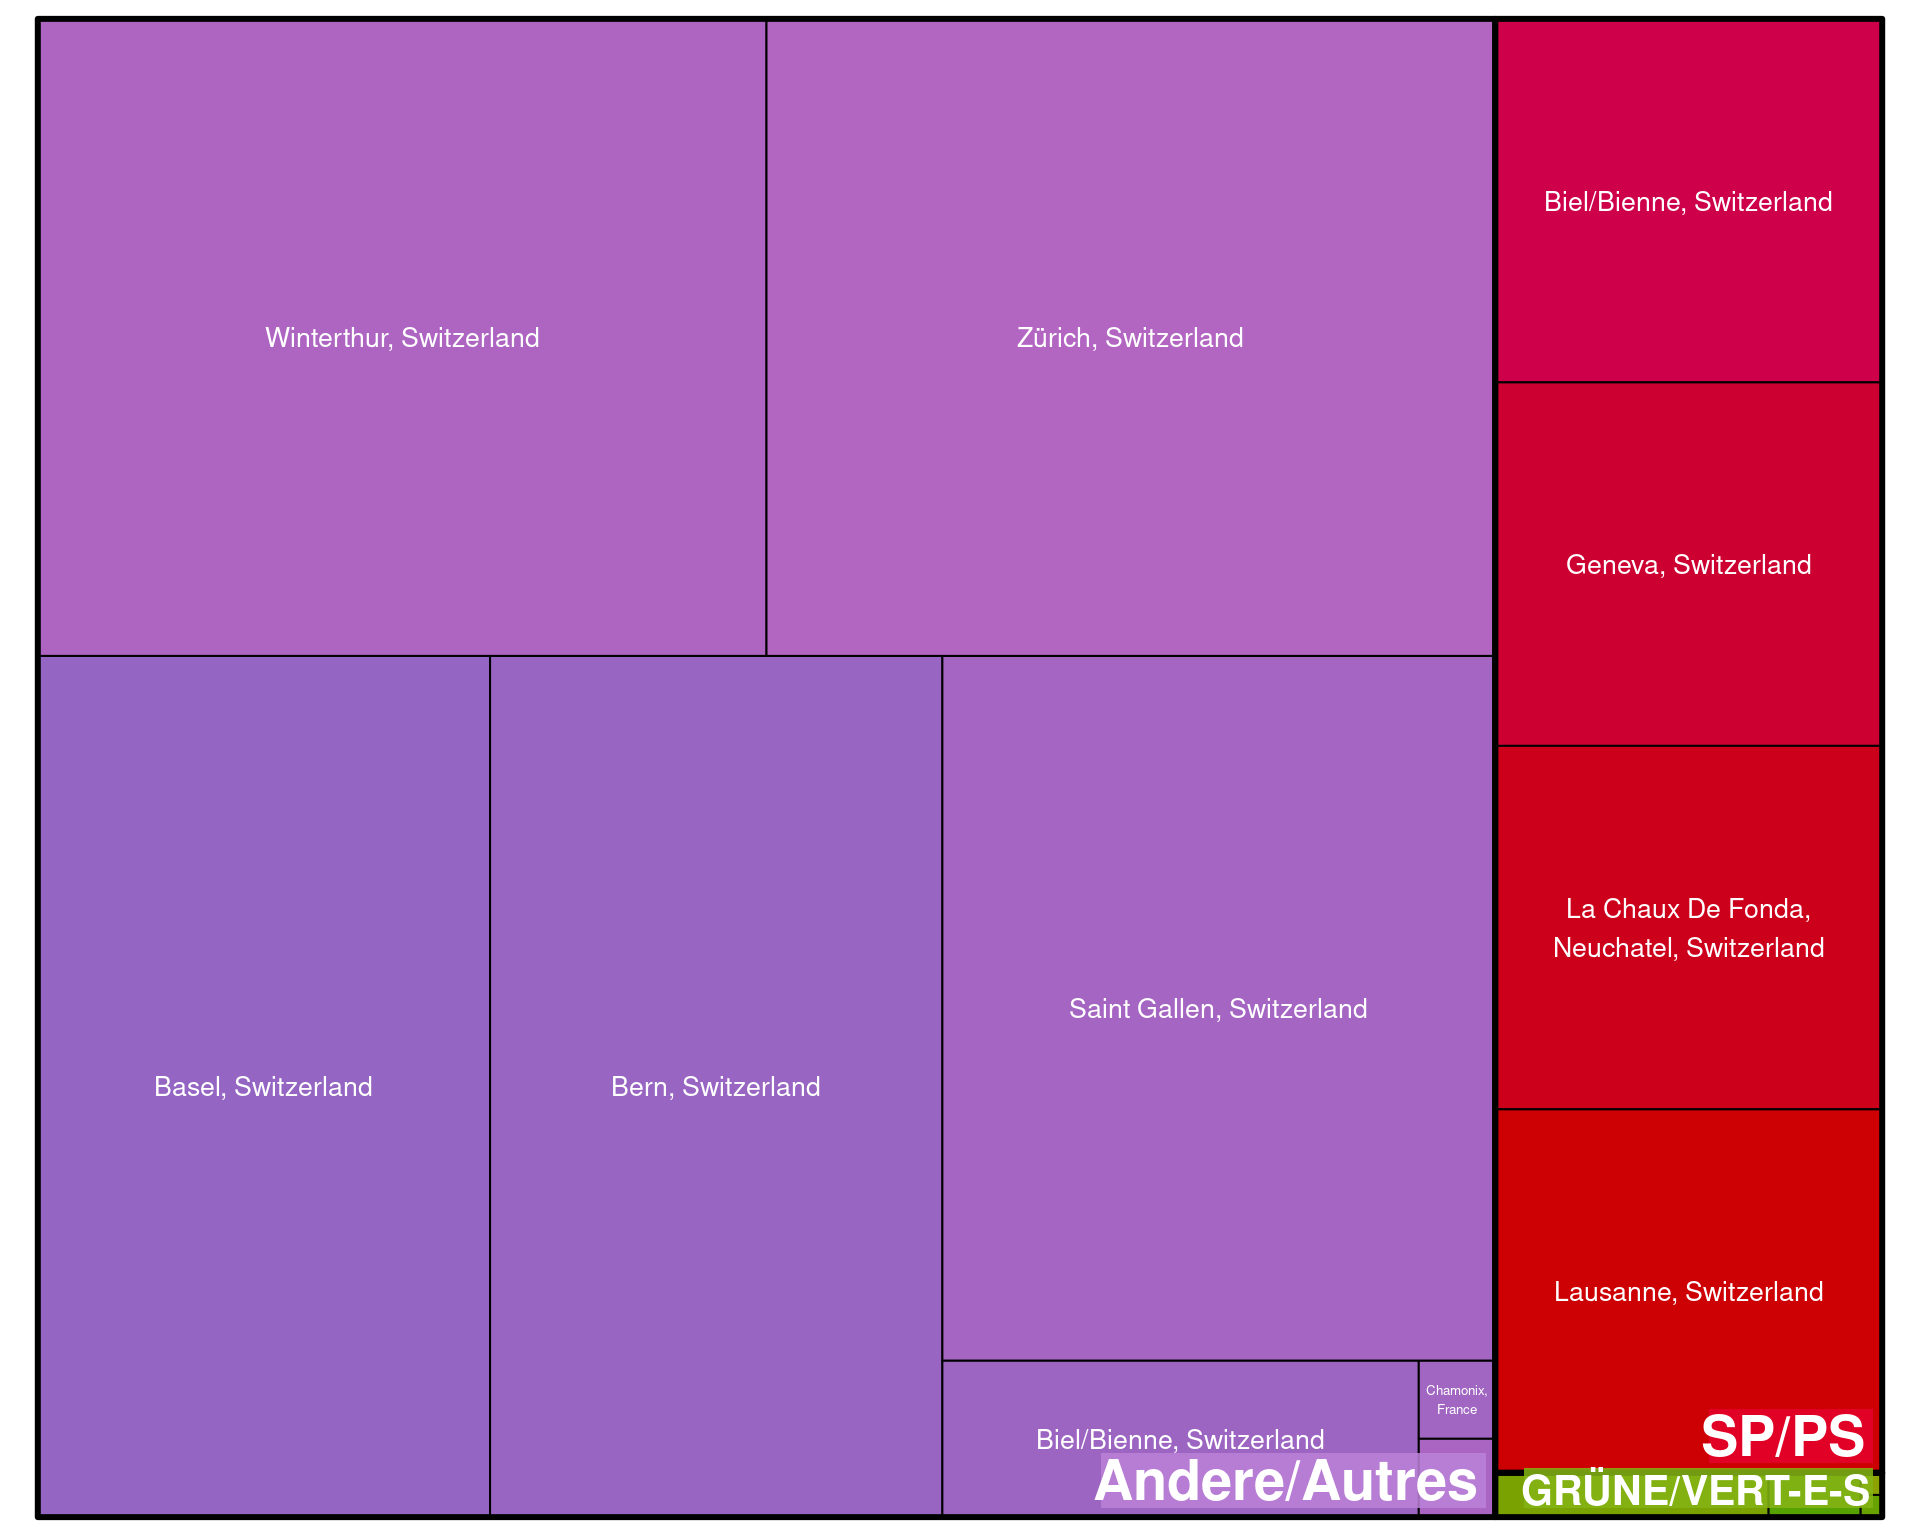 Winterthur, Switzerland
Zürich, Switzerland
Biel/Bienne, Switzerland
Geneva, Switzerland
La Chaux De Fonda,
Neuchatel, Switzerland
Basel, Switzerland
Bern, Switzerland
Saint Gallen, Switzerland
Lausanne, Switzerland
Chamonix,
France
Biel/Bienne, Switzerland
SP/PS
Andere/Autres
GRÜNE/VERT-E-S